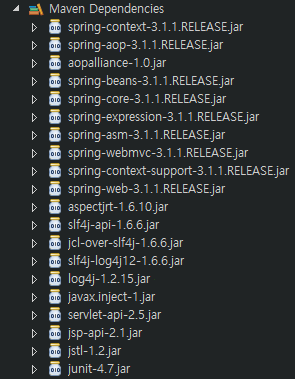 Maven Dependencies
spring-context-3.1.1.RELEASE.jar
spring-aop-3.1.1.RELEASE.jar
aopalliance-1.0.jar
spring-beans-3.1.1.RELEASE.jar
spring-core-3.1.1.RELEASE.jar
spring-expression-3.1.1.RELEASE.jar
spring-asm-3.1.1.RELEASE.jar
spring-webmvc-3.1.1.RELEASE.jar
spring-context-support-3.1.1.RELEASE.jar
spring-web-3.1.1.RELEASE.jar
aspectjrt-1.6.10.jar
slf4j-api-1.6.6.jar
jcl-over-slf4j-1.6.6.jar
slf4j-log4j12-1.6.6.jar
log4j-1.2.15.jar
javax.inject-1.jar
servlet-api-2.5.jar
jsp-api-2.1.jar
jstl-1.2.jar
junit-4.7.jar